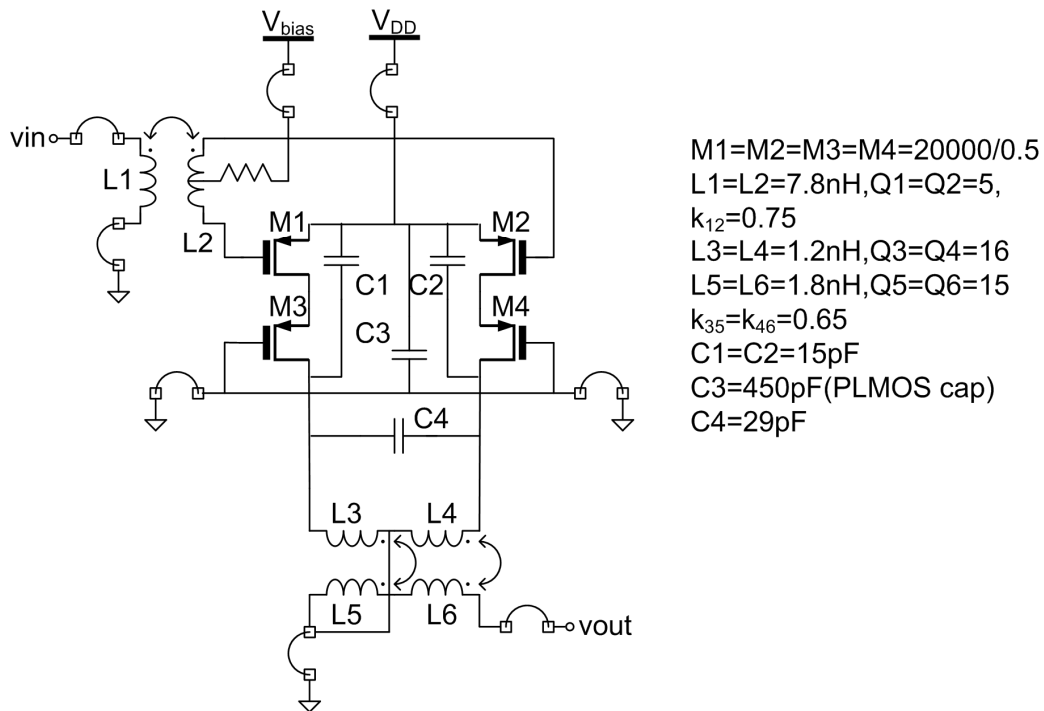 V_bias
V_DD
vin
L1
L2
M1
M2
C1
C2
M3
M4
C3
C4
L3
L4
L5
L6
vout
M1=M2=M3=M4=20000/0.5
L1=L2=7.8nH,Q1=Q2=5,
k₁₂=0.75
L3=L4=1.2nH,Q3=Q4=16
L5=L6=1.8nH,Q5=Q6=15
k₃₅=k₄₆=0.65
C1=C2=15pF
C3=450pF(PLMOS cap)
C4=29pF